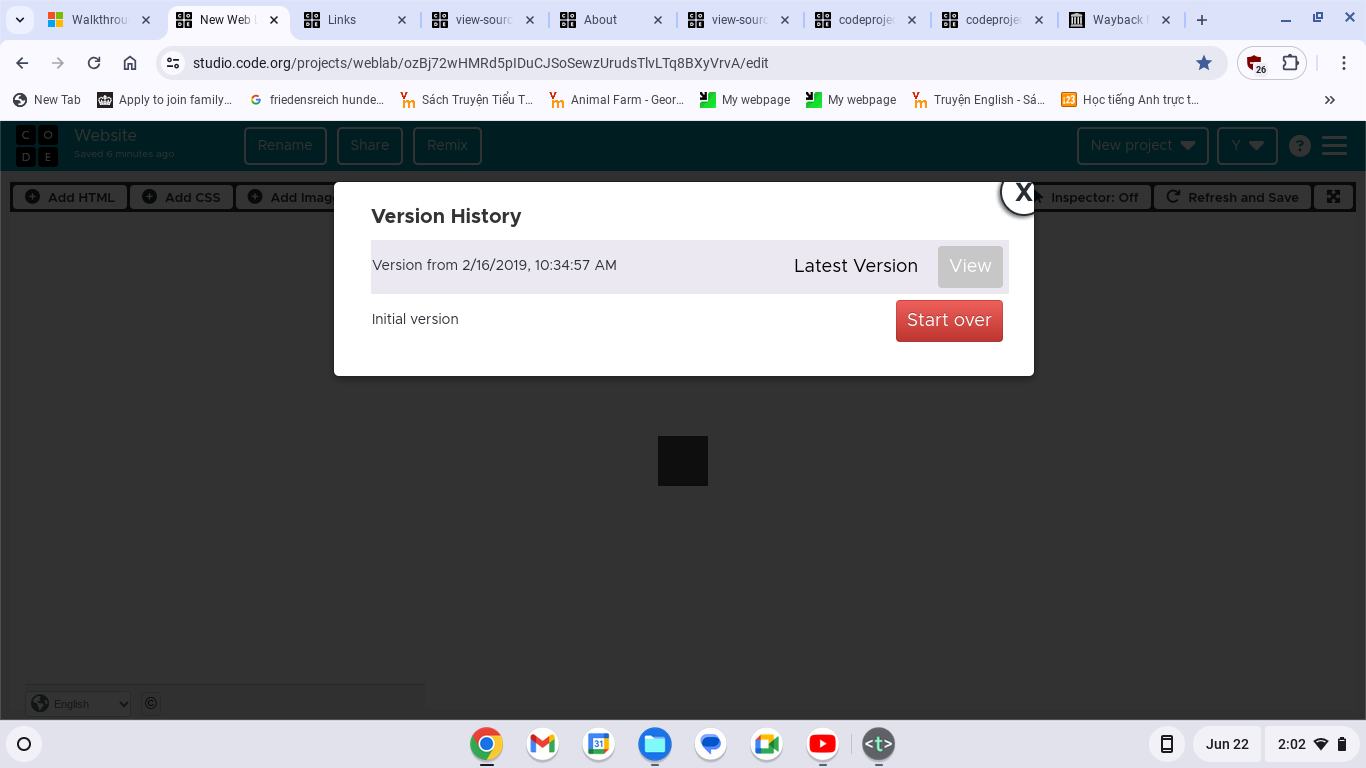 Walkthrou
New Web
Links
view-sourc
About
view-sourc
codeprojec
codeprojec
Wayback
studio.code.org/projects/weblab/ozBj72wHMRd5pIDuCJSoSewzUrudsTlvLTq8BXyVrvA/edit
26
New Tab
Apply to join family...
friedensreich hunde...
Sách Truyện Tiểu T...
Animal Farm - Geor...
My webpage
My webpage
Truyện English - Sá...
Học tiếng Anh trực t...
C O D E
Website
Saved 6 minutes ago
Rename
Share
Remix
New project
Y
?
Add HTML
Add CSS
Add Imag
Inspector: Off
Refresh and Save
X
Version History
Version from 2/16/2019, 10:34:57 AM
Latest Version
View
Initial version
Start over
English
©
31
<t>
Jun 22
2:02